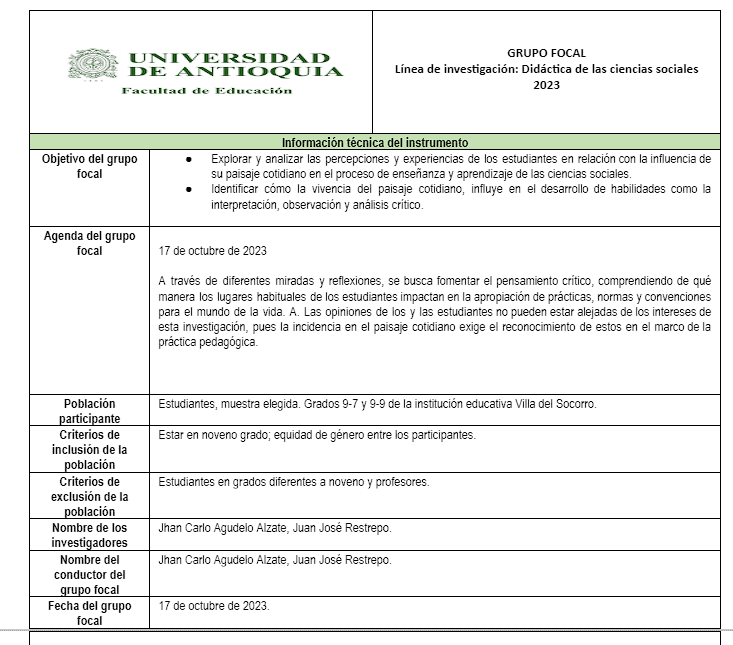 UNIVERSIDAD
DE ANTIOQUIA
Facultad de Educación
GRUPO FOCAL
Línea de investigación: Didáctica de las ciencias sociales
2023
Información técnica del instrumento
Objetivo del grupo
focal
● Explorar y analizar las percepciones y experiencias de los estudiantes en relación con la influencia de
su paisaje cotidiano en el proceso de enseñanza y aprendizaje de las ciencias sociales.
● Identificar cómo la vivencia del paisaje cotidiano, influye en el desarrollo de habilidades como la
interpretación, observación y análisis crítico.
Agenda del grupo
focal
17 de octubre de 2023
A través de diferentes miradas y reflexiones, se busca fomentar el pensamiento crítico, comprendiendo de qué
manera los lugares habituales de los estudiantes impactan en la apropiación de prácticas, normas y convenciones
para el mundo de la vida. A. Las opiniones de los y las estudiantes no pueden estar alejadas de los intereses de
esta investigación, pues la incidencia en el paisaje cotidiano exige el reconocimiento de estos en el marco de la
práctica pedagógica.
Población
participante
Estudiantes, muestra elegida. Grados 9-7 y 9-9 de la institución educativa Villa del Socorro.
Criterios de
inclusión de la
población
Estar en noveno grado; equidad de género entre los participantes.
Criterios de
exclusión de la
población
Estudiantes en grados diferentes a noveno y profesores.
Nombre de los
investigadores
Jhan Carlo Agudelo Alzate, Juan José Restrepo.
Nombre del
conductor del
grupo focal
Jhan Carlo Agudelo Alzate, Juan José Restrepo.
Fecha del grupo
focal
17 de octubre de 2023.